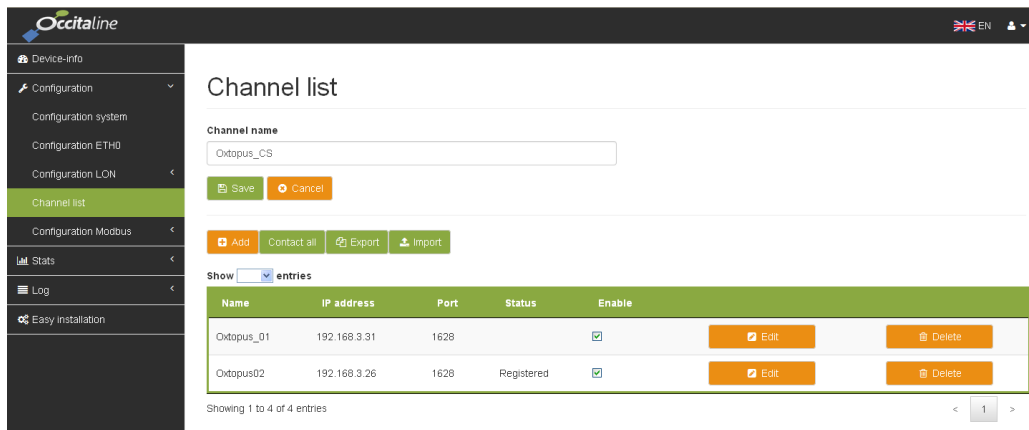 Occitaline
EN
Device-info
Configuration
Configuration system
Configuration ETH0
Configuration LON
Channel list
Configuration Modbus
Stats
Log
Easy installation
Channel list
Channel name
Oxtopus_CS
Save Cancel
Add Contact all Export Import
Show entries
Name IP address Port Status Enable
Oxtopus_01 192.168.3.31 1628 Edit Delete
Oxtopus02 192.168.3.26 1628 Registered Edit Delete
Showing 1 to 4 of 4 entries
< 1 >